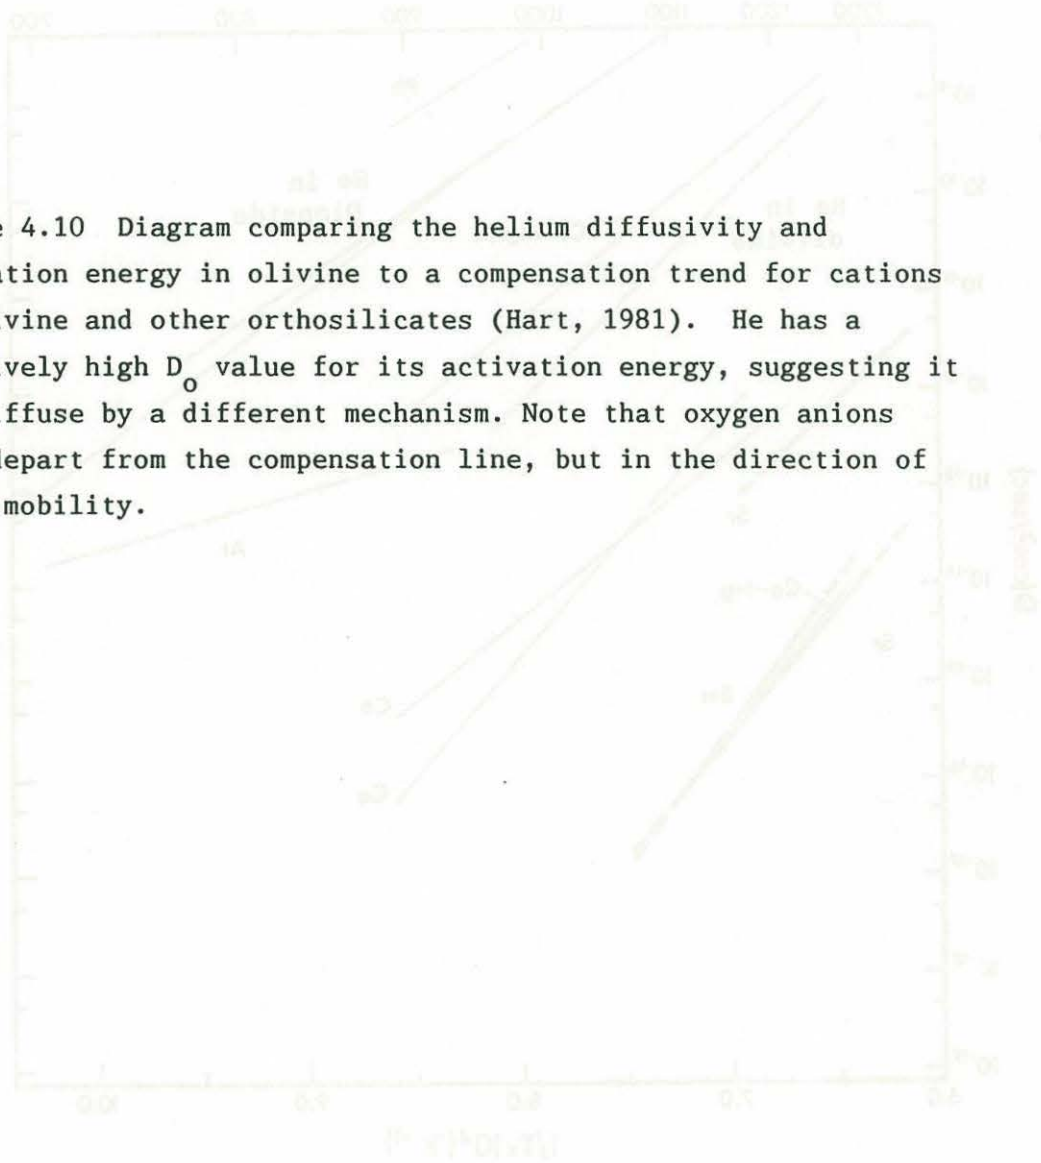 e 4.10 Diagram comparing the helium diffusivity and
ation energy in olivine to a compensation trend for cations
vine and other orthosilicates (Hart, 1981). He has a
vely high Do value for its activation energy, suggesting it
ffuse by a different mechanism. Note that oxygen anions
depart from the compensation line, but in the direction of
mobility.